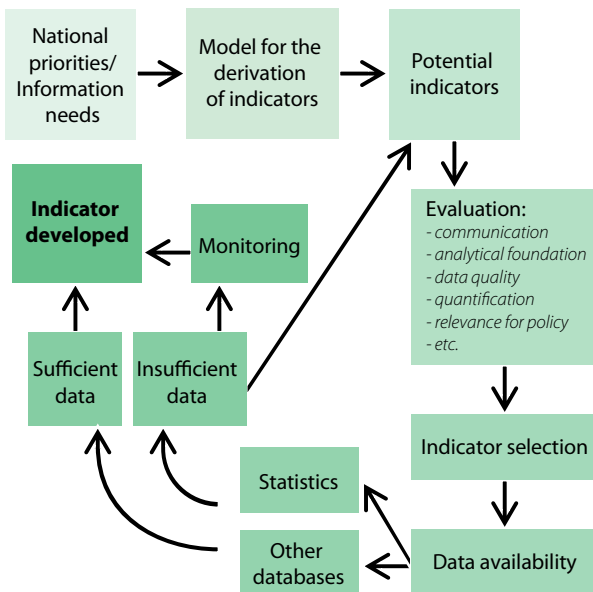 National
priorities/
Information
needs
Model for the
derivation
of indicators
Potential
indicators
Evaluation:
- communication
- analytical foundation
- data quality
- quantification
- relevance for policy
- etc.
Indicator selection
Data availability
Statistics
Other
databases
Sufficient
data
Insufficient
data
Monitoring
Indicator
developed